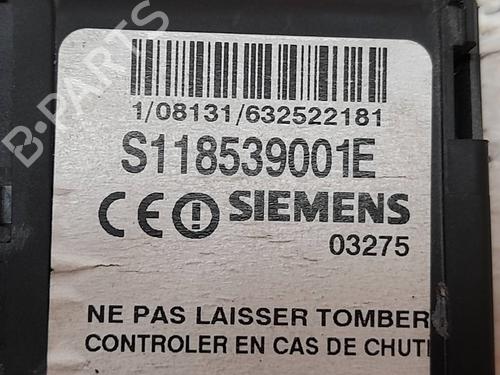 1/08131/632522181
S118539001E
CE SIEMENS
03275
NE PAS LAISSER TOMBER
CONTROLER EN CAS DE CHUT
B-PARTS